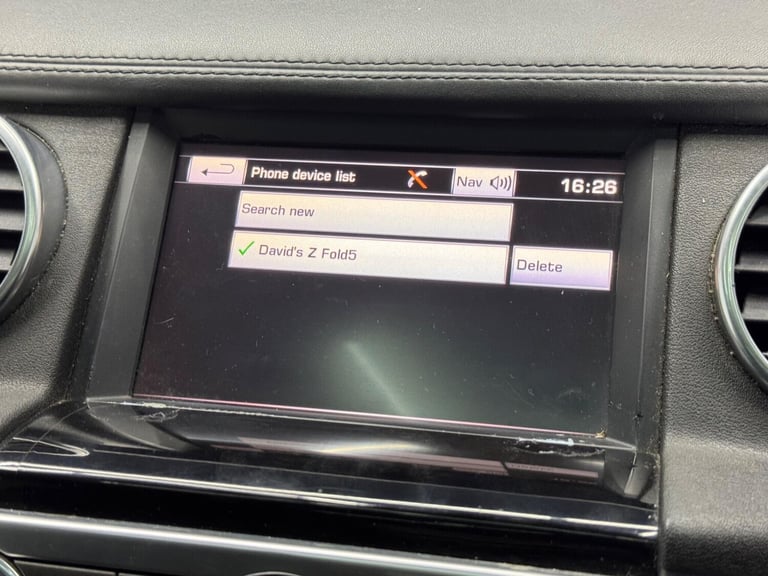 Phone device list
Nav
16:26
Search new
David's Z Fold5
Delete